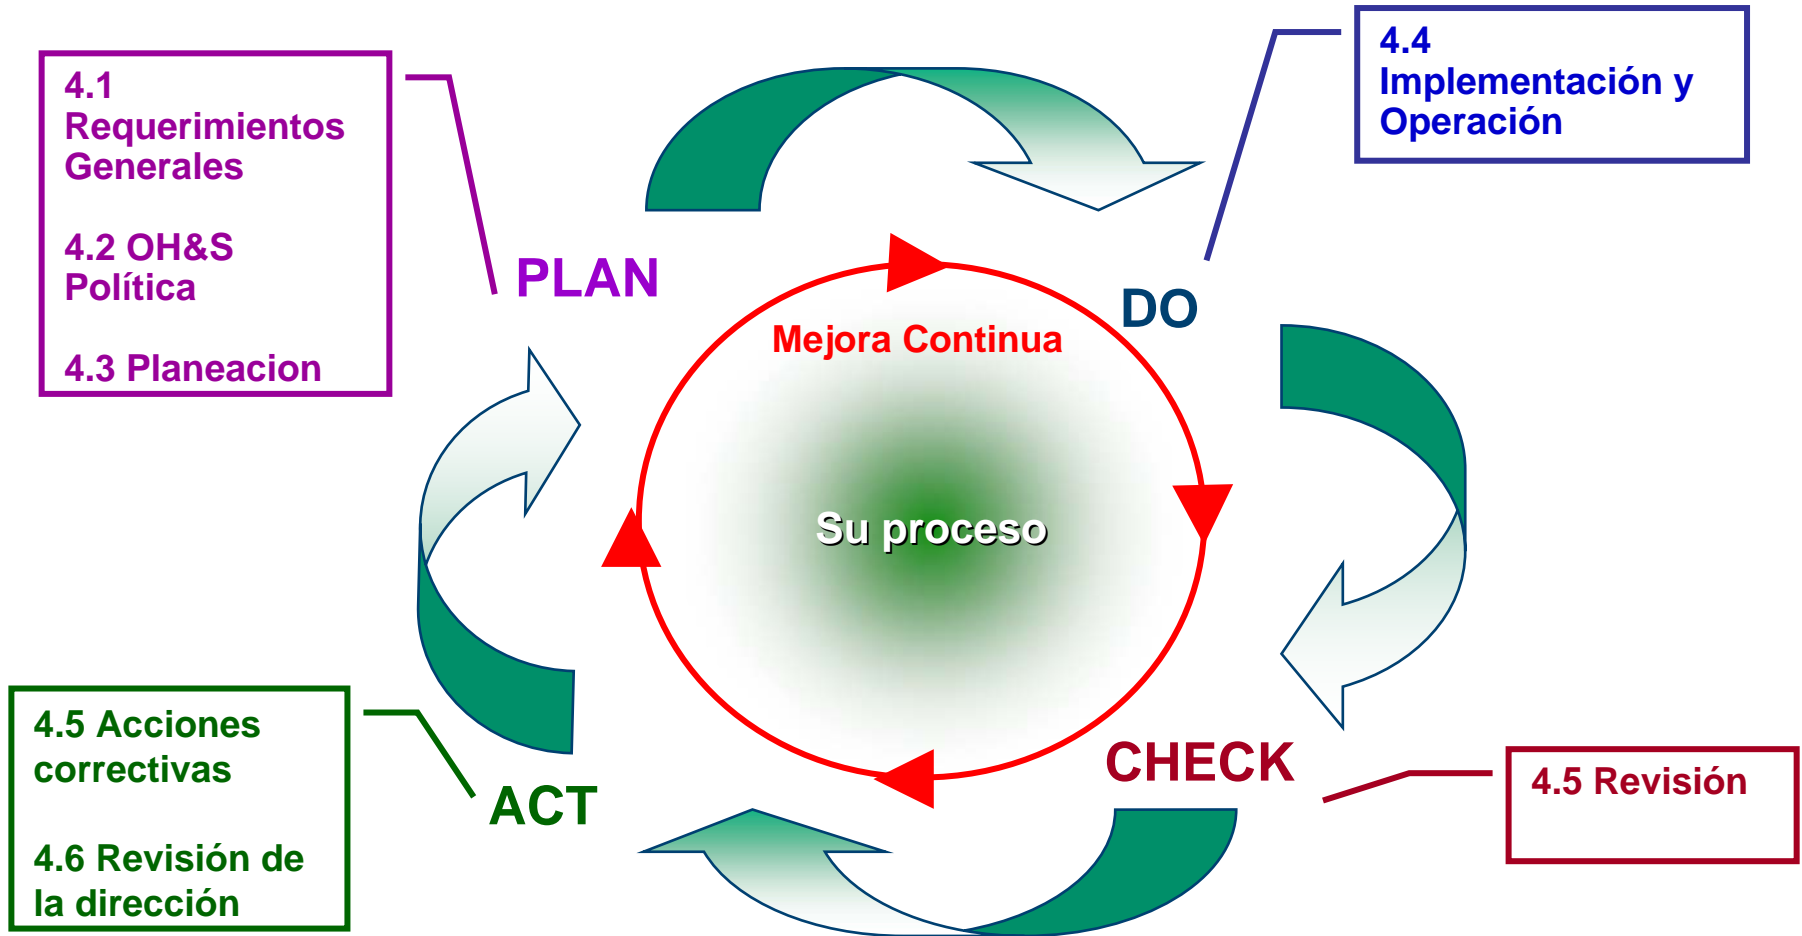 4.1
Requerimientos
Generales
4.2 OH&S
Política
4.3 Planeacion
PLAN
4.4
Implementación y
Operación
DO
Mejora Continua
Su proceso
CHECK
4.5 Revisión
ACT
4.5 Acciones
correctivas
4.6 Revisión de
la dirección